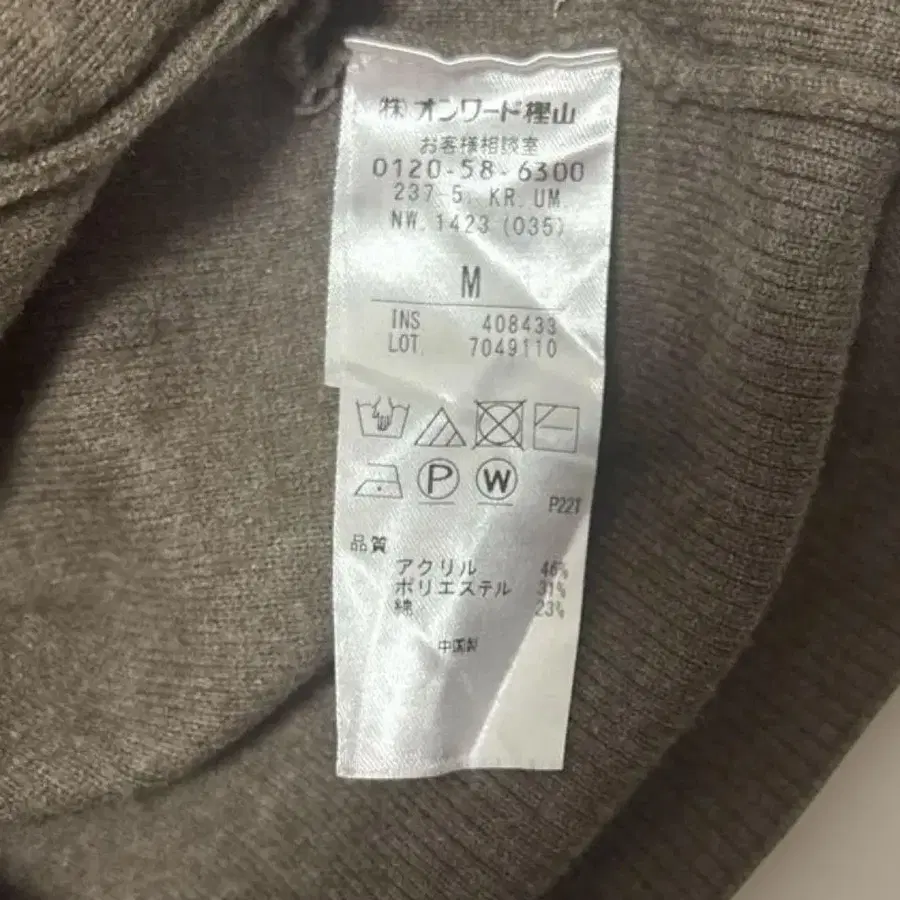 ㈱オンワード樫山
お客様相談室
0120-58-6300
237-5. KR. UM.
NW. 1423 (035)
M
INS 408433
LOT. 7049110
P
W
P221
品質
アクリル 46%
ポリエステル 31%
綿 23%
中国製